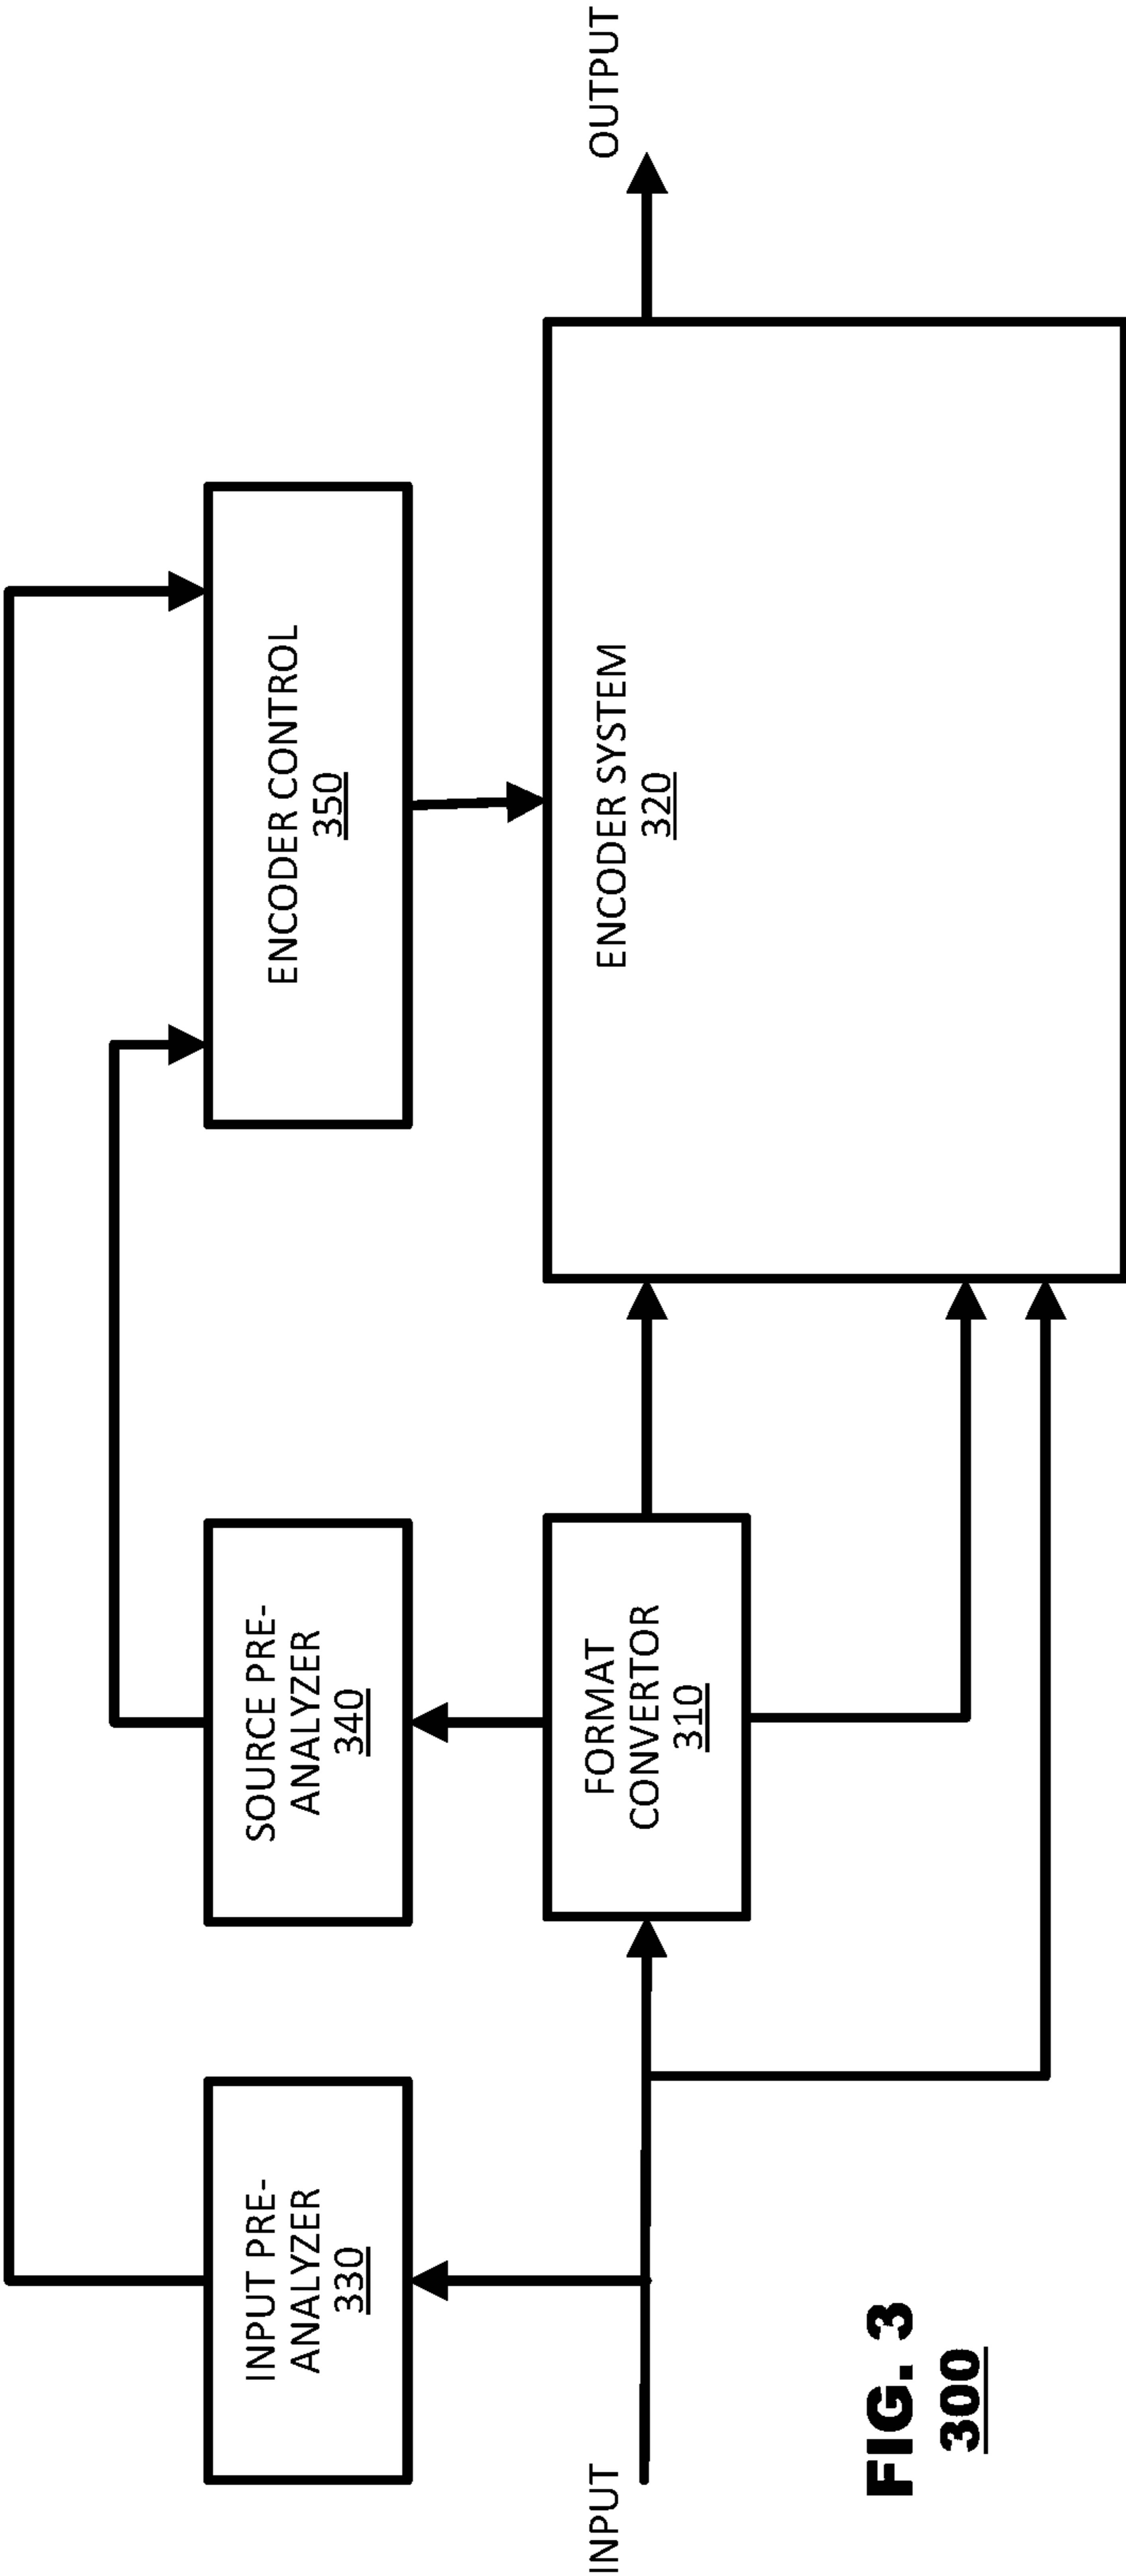 INPUT PRE-
ANALYZER
330
SOURCE PRE-
ANALYZER
340
ENCODER CONTROL
350
INPUT
FORMAT
CONVERTOR
310
ENCODER SYSTEM
320
OUTPUT
FIG. 3
300